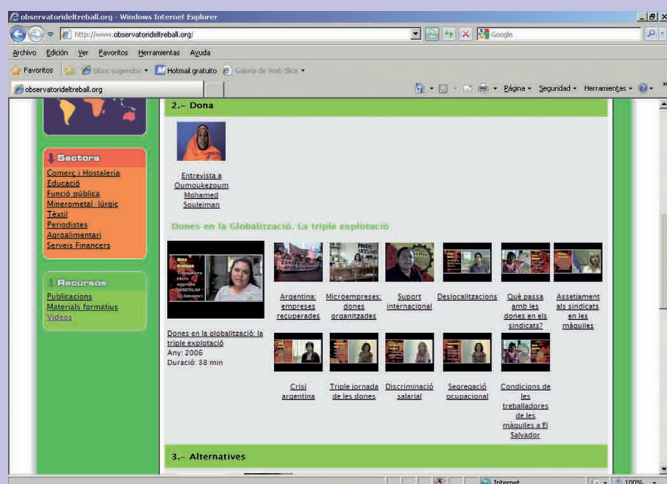 observatorideltreball.org - Windows Internet Explorer
http://www.observatorideltreball.org/
Google
Archivo Edición Ver Favoritos Herramientas Ayuda
Favoritos Sitios sugeridos Hotmail gratuito Galería de Web Slice
observatorideltreball.org
Página Seguridad Herramientas
2.- Dona
Entrevista a
Oumoukezoum
Mohamed
Souleiman
Sectors
Comerç i Hostaleria
Educació
Funció pública
Minerometal·lúrgic
Tèxtil
Periodistes
Agroalimentari
Serveis Financers
Recursos
Publicacions
Materials formatius
Vídeos
Dones en la Globalització. La triple explotació
Dones en la globalització: la
triple explotació
Any: 2006
Duració: 38 min
Argentina:
empreses
recuperades
Microempreses:
dones
organitzades
Suport
internacional
Deslocalitzacions
Què passa
amb les
dones en els
sindicats?
Assetjament
als sindicats
en les
màquiles
Crisi
argentina
Triple jornada
de les dones
Discriminació
salarial
Segregació
ocupacional
Condicions de
les
treballadores
de les
màquiles a El
Salvador
3.- Alternatives
Internet
100%